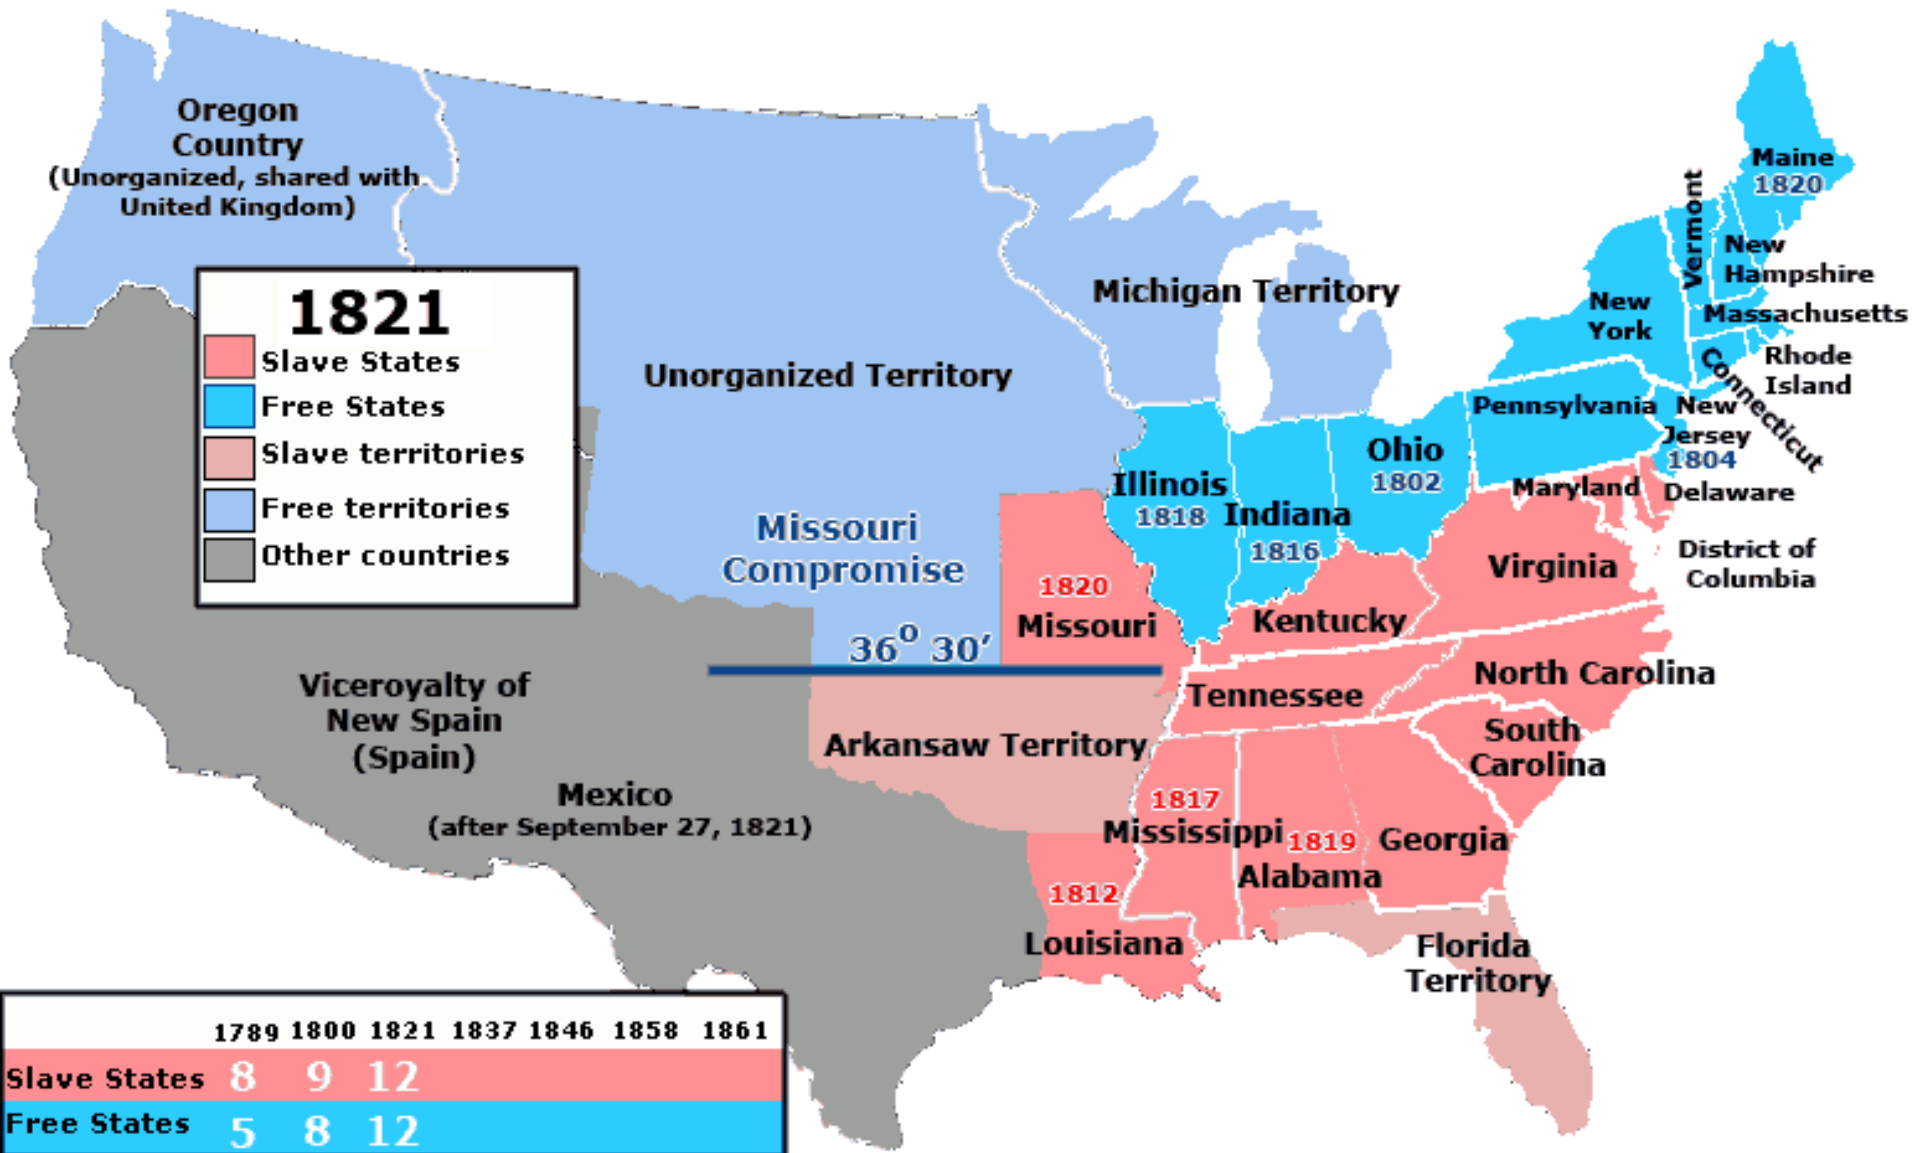 Oregon
Country
(Unorganized, shared with
United Kingdom)
1821
Slave States
Free States
Slave territories
Free territories
Other countries
Unorganized Territory
Michigan Territory
Maine
1820
Vermont
New
Hampshire
New
York
Massachusetts
Rhode
Island
Connecticut
Pennsylvania
New
Jersey
1804
Ohio
1802
Illinois
1818
Indiana
1816
Maryland
Delaware
District of
Columbia
Virginia
Missouri
Compromise
36° 30′
1820
Missouri
Kentucky
North Carolina
Tennessee
South
Carolina
Viceroyalty of
New Spain
(Spain)
Arkansaw Territory
Mexico
(after September 27, 1821)
1817
Mississippi
1819
Alabama
Georgia
1812
Louisiana
Florida
Territory
1789 1800 1821 1837 1846 1858 1861
Slave States 8 9 12
Free States 5 8 12